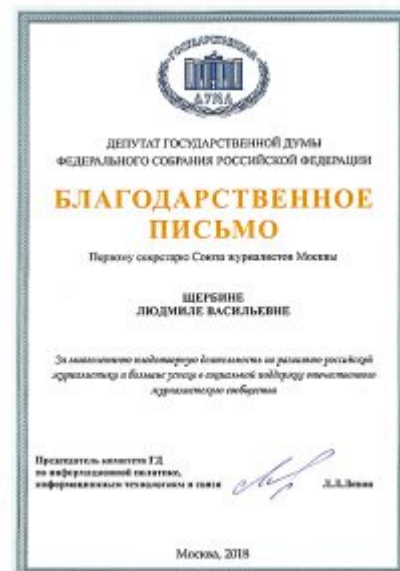 ГОСУДАРСТВЕННАЯ
ДУМА
ДЕПУТАТ ГОСУДАРСТВЕННОЙ ДУМЫ
ФЕДЕРАЛЬНОГО СОБРАНИЯ РОССИЙСКОЙ ФЕДЕРАЦИИ
БЛАГОДАРСТВЕННОЕ
ПИСЬМО
Первому секретарю Союза журналистов Москвы
ЩЕРБИНЕ
ЛЮДМИЛЕ ВАСИЛЬЕВНЕ
За многолетнюю плодотворную деятельность по развитию российской
журналистики и большие успехи в социальной поддержке отечественного
журналистского сообщества
Председатель комитета ГД
по информационной политике,
информационным технологиям и связи
Л.Л.Левин
Москва, 2018